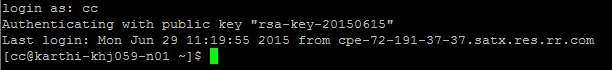 login as: cc
Authenticating with public key "rsa-key-20150615"
Last login: Mon Jun 29 11:19:55 2015 from cpe-72-191-37-37.satx.res.rr.com
[cc@karthi-khj059-n01 ~]$